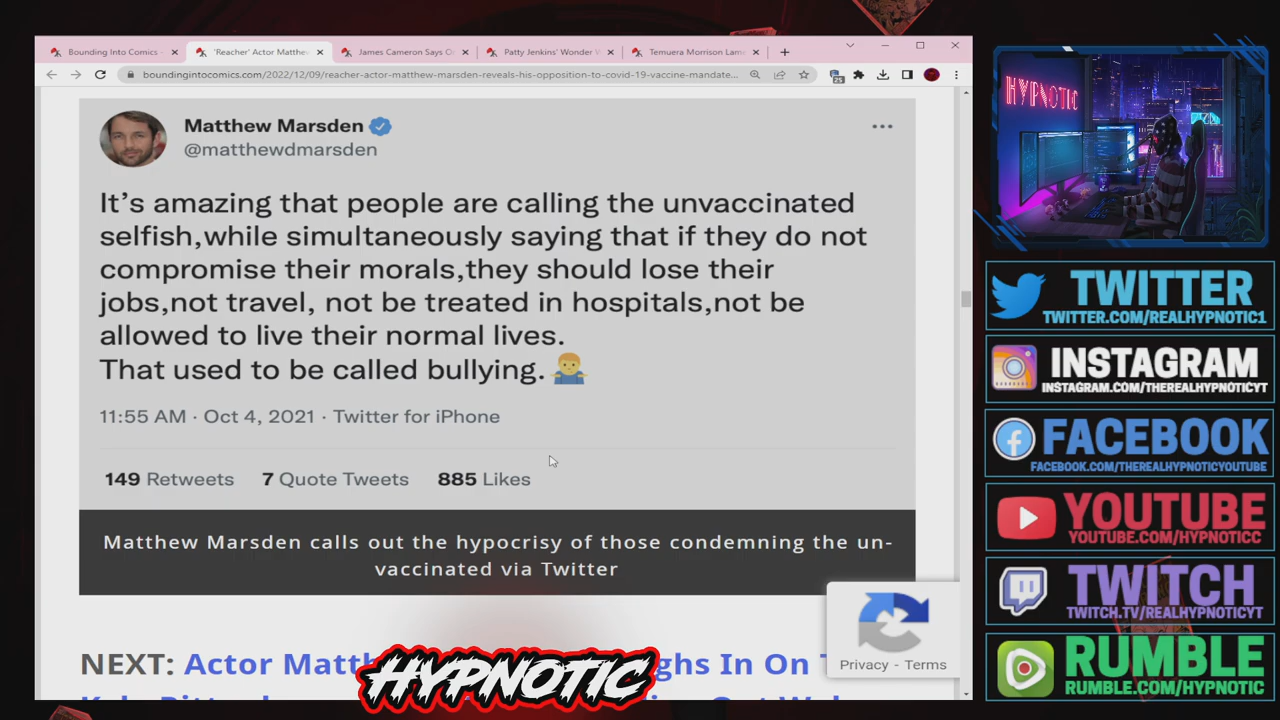 Bounding Into Comics -
'Reacher' Actor Matthe
James Cameron Says O
Patty Jenkins' Wonder W
Temuera Morrison Lam
boundingintocomics.com/2022/12/09/reacher-actor-matthew-marsden-reveals-his-opposition-to-covid-19-vaccine-mandate...
25
Matthew Marsden
@matthewdmarsden
It's amazing that people are calling the unvaccinated
selfish,while simultaneously saying that if they do not
compromise their morals,they should lose their
jobs,not travel, not be treated in hospitals,not be
allowed to live their normal lives.
That used to be called bullying. 🤷‍♂️
11:55 AM · Oct 4, 2021 · Twitter for iPhone
149 Retweets 7 Quote Tweets 885 Likes
Matthew Marsden calls out the hypocrisy of those condemning the un-
vaccinated via Twitter
Privacy - Terms
NEXT: Actor Matt
ghs In On
HYPNOTIC
HYPNOTIC
TWITTER
TWITTER.COM/REALHYPNOTIC1
INSTAGRAM
INSTAGRAM.COM/THEREALHYPNOTICYT
FACEBOOK
FACEBOOK.COM/THEREALHYPNOTICYOUTUBE
YOUTUBE
YOUTUBE.COM/HYPNOTICC
TWITCH
TWITCH.TV/REALHYPNOTICYT
RUMBLE
RUMBLE.COM/HYPNOTIC